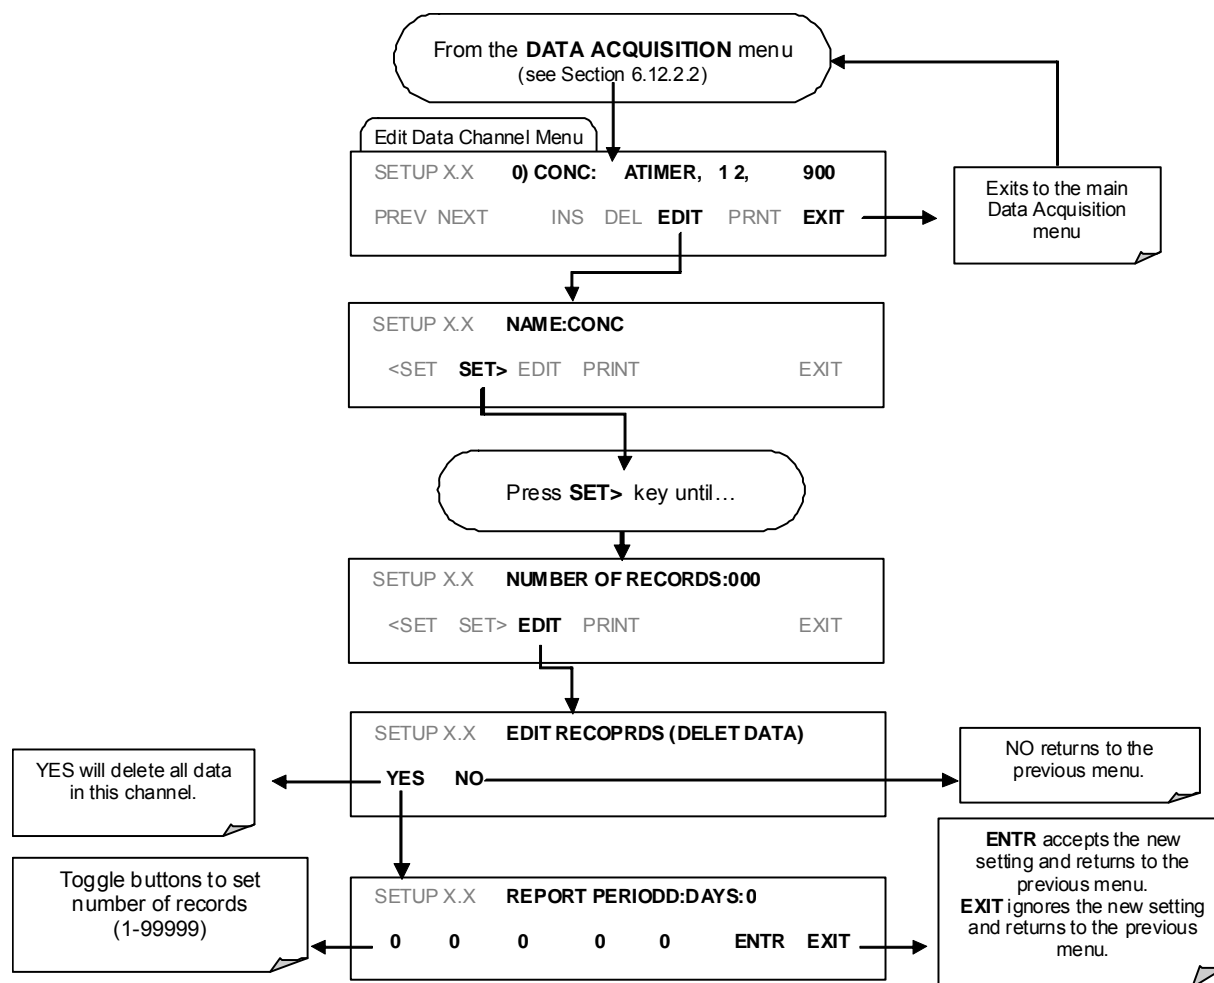 From the DATA ACQUISITION menu
(see Section 6.12.2.2)
Edit Data Channel Menu
SETUP X.X 0) CONC: ATIMER, 1 2, 900
PREV NEXT INS DEL EDIT PRNT EXIT
Exits to the main
Data Acquisition
menu
SETUP X.X NAME:CONC
<SET SET> EDIT PRINT EXIT
Press SET> key until…
SETUP X.X NUMBER OF RECORDS:000
<SET SET> EDIT PRINT EXIT
SETUP X.X EDIT RECOPRDS (DELET DATA)
YES NO
YES will delete all data
in this channel.
NO returns to the
previous menu.
Toggle buttons to set
number of records
(1-99999)
SETUP X.X REPORT PERIODD:DAYS:0
0 0 0 0 0 ENTR EXIT
ENTR accepts the new
setting and returns to the
previous menu.
EXIT ignores the new setting
and returns to the previous
menu.